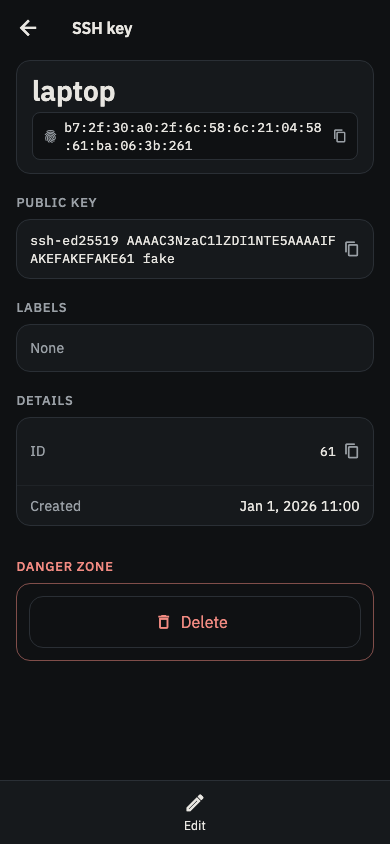 SSH key
laptop
b7:2f:30:a0:2f:6c:58:6c:21:04:58
:61:ba:06:3b:261
PUBLIC KEY
ssh-ed25519 AAAAC3NzaC1lZDI1NTE5AAAAIF
AKEFAKEFAKE61 fake
LABELS
None
DETAILS
ID 61
Created Jan 1, 2026 11:00
DANGER ZONE
Delete
Edit